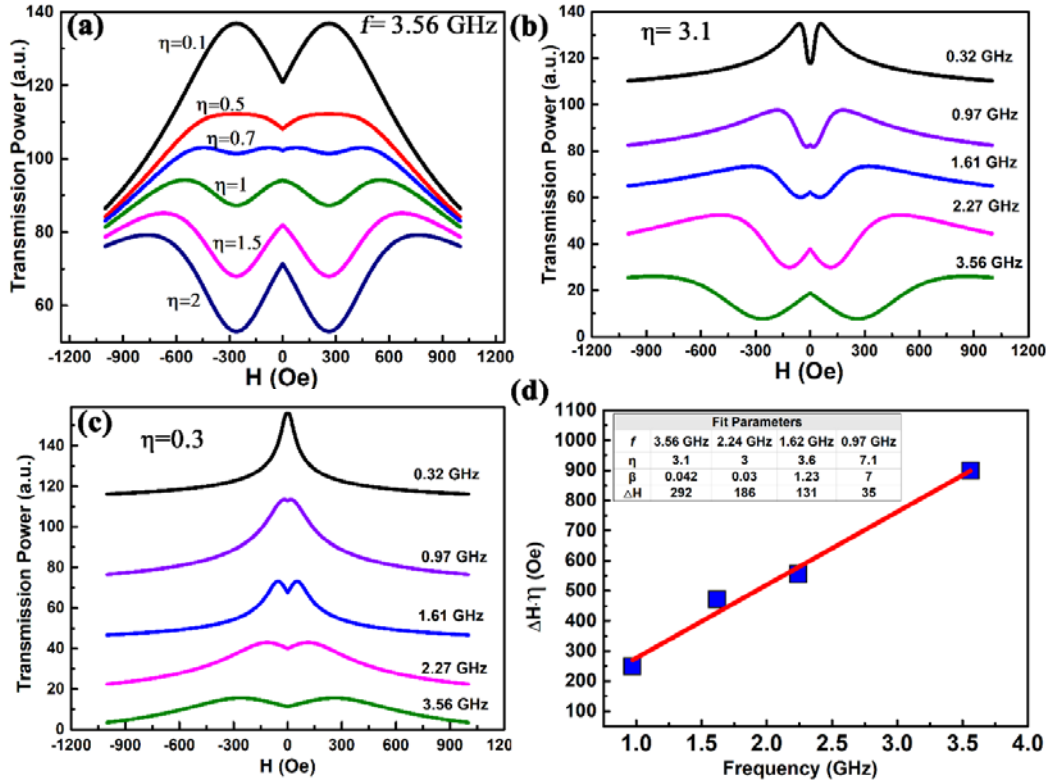 (a)
f= 3.56 GHz
η=0.1
η=0.5
η=0.7
η=1
η=1.5
η=2
140
120
100
80
60
Transmission Power (a.u.)
-1200 -900 -600 -300 0 300 600 900 1200
H (Oe)
(b)
η= 3.1
0.32 GHz
0.97 GHz
1.61 GHz
2.27 GHz
3.56 GHz
140
120
100
80
60
40
20
0
Transmission Power (a.u.)
-1200 -900 -600 -300 0 300 600 900 1200
H (Oe)
(c)
η=0.3
0.32 GHz
0.97 GHz
1.61 GHz
2.27 GHz
3.56 GHz
140
120
100
80
60
40
20
0
Transmission Power (a.u.)
-1200 -900 -600 -300 0 300 600 900 1200
H (Oe)
(d)
Fit Parameters
f 3.56 GHz 2.24 GHz 1.62 GHz 0.97 GHz
η 3.1 3 3.6 7.1
β 0.042 0.03 1.23 7
△H 292 186 131 35
1100
1000
900
800
700
600
500
400
300
200
100
ΔH·η (Oe)
1.0 1.5 2.0 2.5 3.0 3.5 4.0
Frequency (GHz)